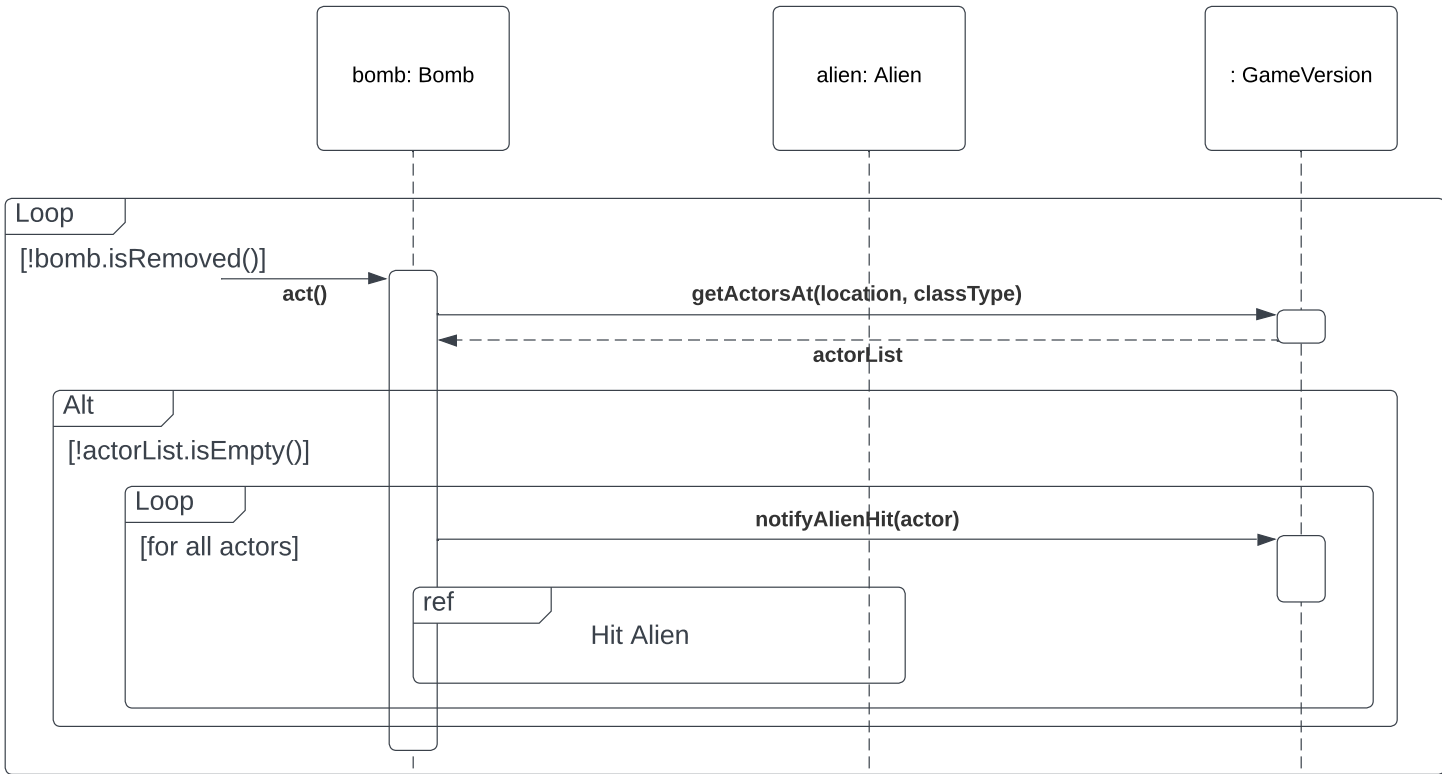 bomb: Bomb
alien: Alien
: GameVersion
Loop
[!bomb.isRemoved()]
act()
getActorsAt(location, classType)
actorList
Alt
[!actorList.isEmpty()]
Loop
notifyAlienHit(actor)
[for all actors]
ref
Hit Alien